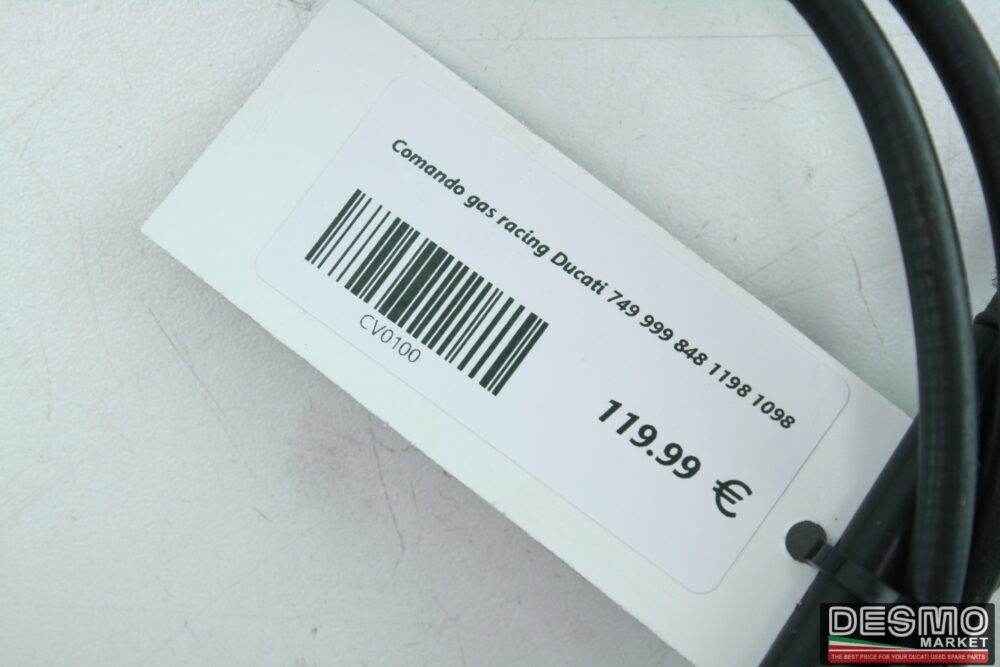 Comando gas racing Ducati 749 999 848 1198 1098
CV0100
119.99 €
DESMO
MARKET
THE BEST PRICE FOR YOUR DUCATI USED SPARE PARTS